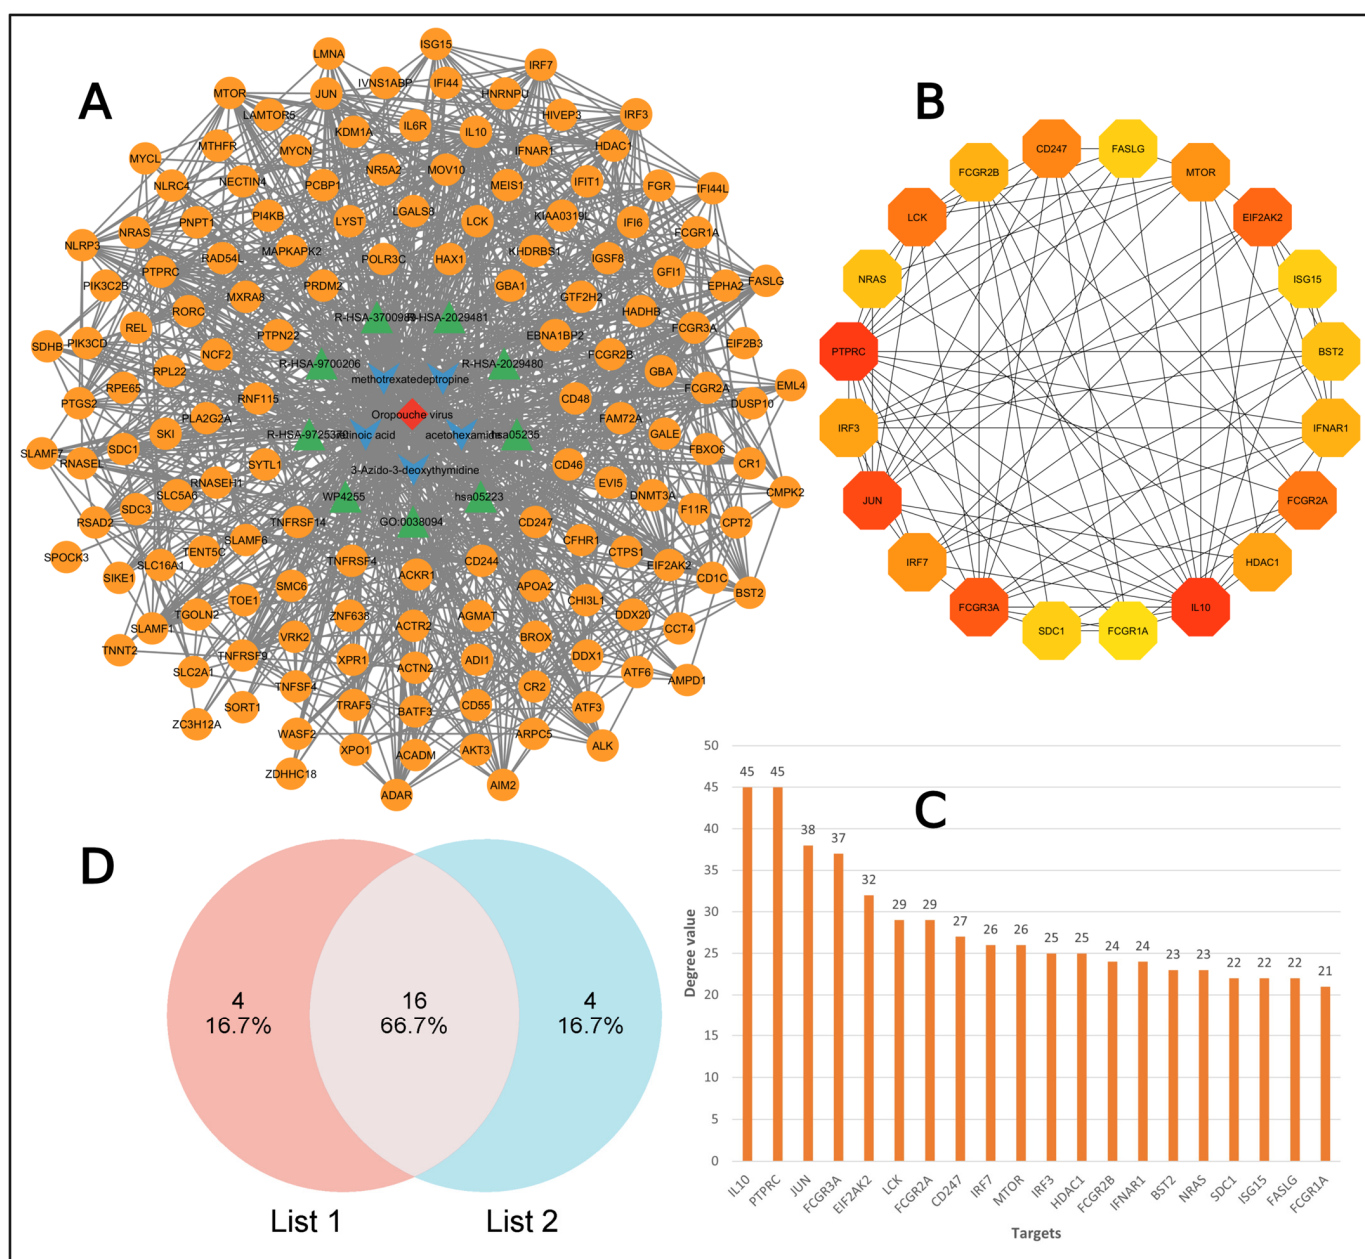 A
LMNA
ISG15
IRF7
IVNS1ABP
IFI44
HNRNPU
MTOR
JUN
LAMTOR5
KDM1A
IL6R
IL10
HIVEP3
IRF3
MTHFR
MYCN
IFNAR1
HDAC1
MYCL
NR5A2
MOV10
NLRC4
NECTIN4
PCBP1
MEIS1
IFIT1
FGR
IFI44L
PNPT1
PI4KB
LYST
LGALS8
LCK
KIAA0319L
IFI6
NRAS
FCGR1A
NLRP3
MAPKAPK2
RAD54L
POLR3C
HAX1
KHDRBS1
IGSF8
GFI1
PTPRC
PIK3C2B
MXRA8
PRDM2
GBA1
EPHA2
FASLG
RORC
GTF2H2
HADHB
REL
PTPN22
R-HSA-3700989
R-HSA-2029481
EBNA1BP2
FCGR3A
SDHB
PIK3CD
NCF2
R-HSA-9700206
R-HSA-2029480
FCGR2B
EIF2B3
RPL22
GBA
methotrexate
deptropine
RPE65
FCGR2A
EML4
PTGS2
PLA2G2A
RNF115
CD48
DUSP10
Oropouche virus
FAM72A
SKI
R-HSA-9725370
retinoic acid
acetohexamide
hsa05235
GALE
SLAMF7
SDC1
FBXO6
RNASEL
SYTL1
CD46
CR1
3-Azido-3-deoxythymidine
RNASEH1
EVI5
SLC5A6
DNMT3A
CMPK2
SDC3
WP4255
hsa05223
F11R
RSAD2
TNFRSF14
GO:0038094
CD247
CPT2
SLAMF6
CFHR1
SPOCK3
TENT5C
CTPS1
SLC16A1
TNFRSF4
CD244
EIF2AK2
SIKE1
ACKR1
CD1C
SMC6
APOA2
BST2
TOE1
CHI3L1
TGOLN2
ZNF638
AGMAT
DDX20
SLAMF1
ACTR2
CCT4
VRK2
BROX
TNNT2
TNFRSF9
XPR1
ADI1
DDX1
SLC2A1
ACTN2
ATF6
AMPD1
TNFSF4
CR2
SORT1
TRAF5
BATF3
CD55
ATF3
ZC3H12A
WASF2
ARPC5
XPO1
ACADM
AKT3
ALK
ZDHHC18
AIM2
ADAR
B
CD247
FASLG
FCGR2B
MTOR
LCK
EIF2AK2
NRAS
ISG15
PTPRC
BST2
IRF3
IFNAR1
JUN
FCGR2A
IRF7
HDAC1
FCGR3A
IL10
SDC1
FCGR1A
C
50
45
40
35
30
25
20
15
10
5
0
Degree value
45
45
38
37
32
29
29
27
26
26
25
25
24
24
23
23
22
22
22
21
IL10
PTPRC
JUN
FCGR3A
EIF2AK2
LCK
FCGR2A
CD247
IRF7
MTOR
IRF3
HDAC1
FCGR2B
IFNAR1
BST2
NRAS
SDC1
ISG15
FASLG
FCGR1A
Targets
D
4
16.7%
16
66.7%
4
16.7%
List 1
List 2